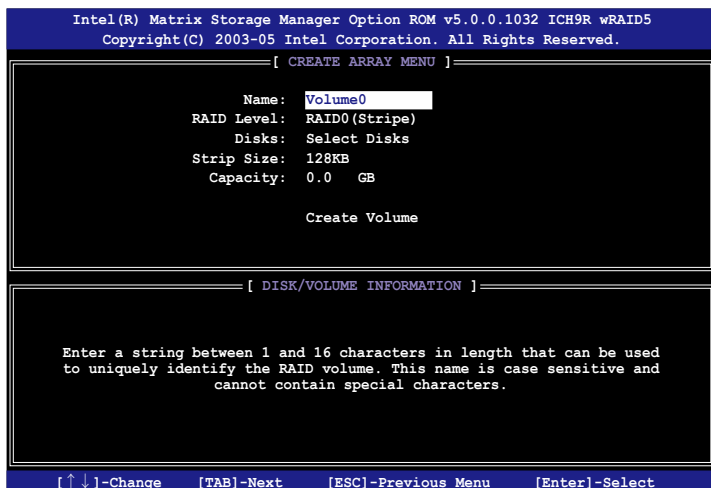 Intel(R) Matrix Storage Manager Option ROM v5.0.0.1032 ICH9R wRAID5
Copyright(C) 2003-05 Intel Corporation. All Rights Reserved.
[ CREATE ARRAY MENU ]
Name: Volume0
RAID Level: RAID0(Stripe)
Disks: Select Disks
Strip Size: 128KB
Capacity: 0.0 GB
Create Volume
[ DISK/VOLUME INFORMATION ]
Enter a string between 1 and 16 characters in length that can be used
to uniquely identify the RAID volume. This name is case sensitive and
cannot contain special characters.
[↑↓]-Change [TAB]-Next [ESC]-Previous Menu [Enter]-Select